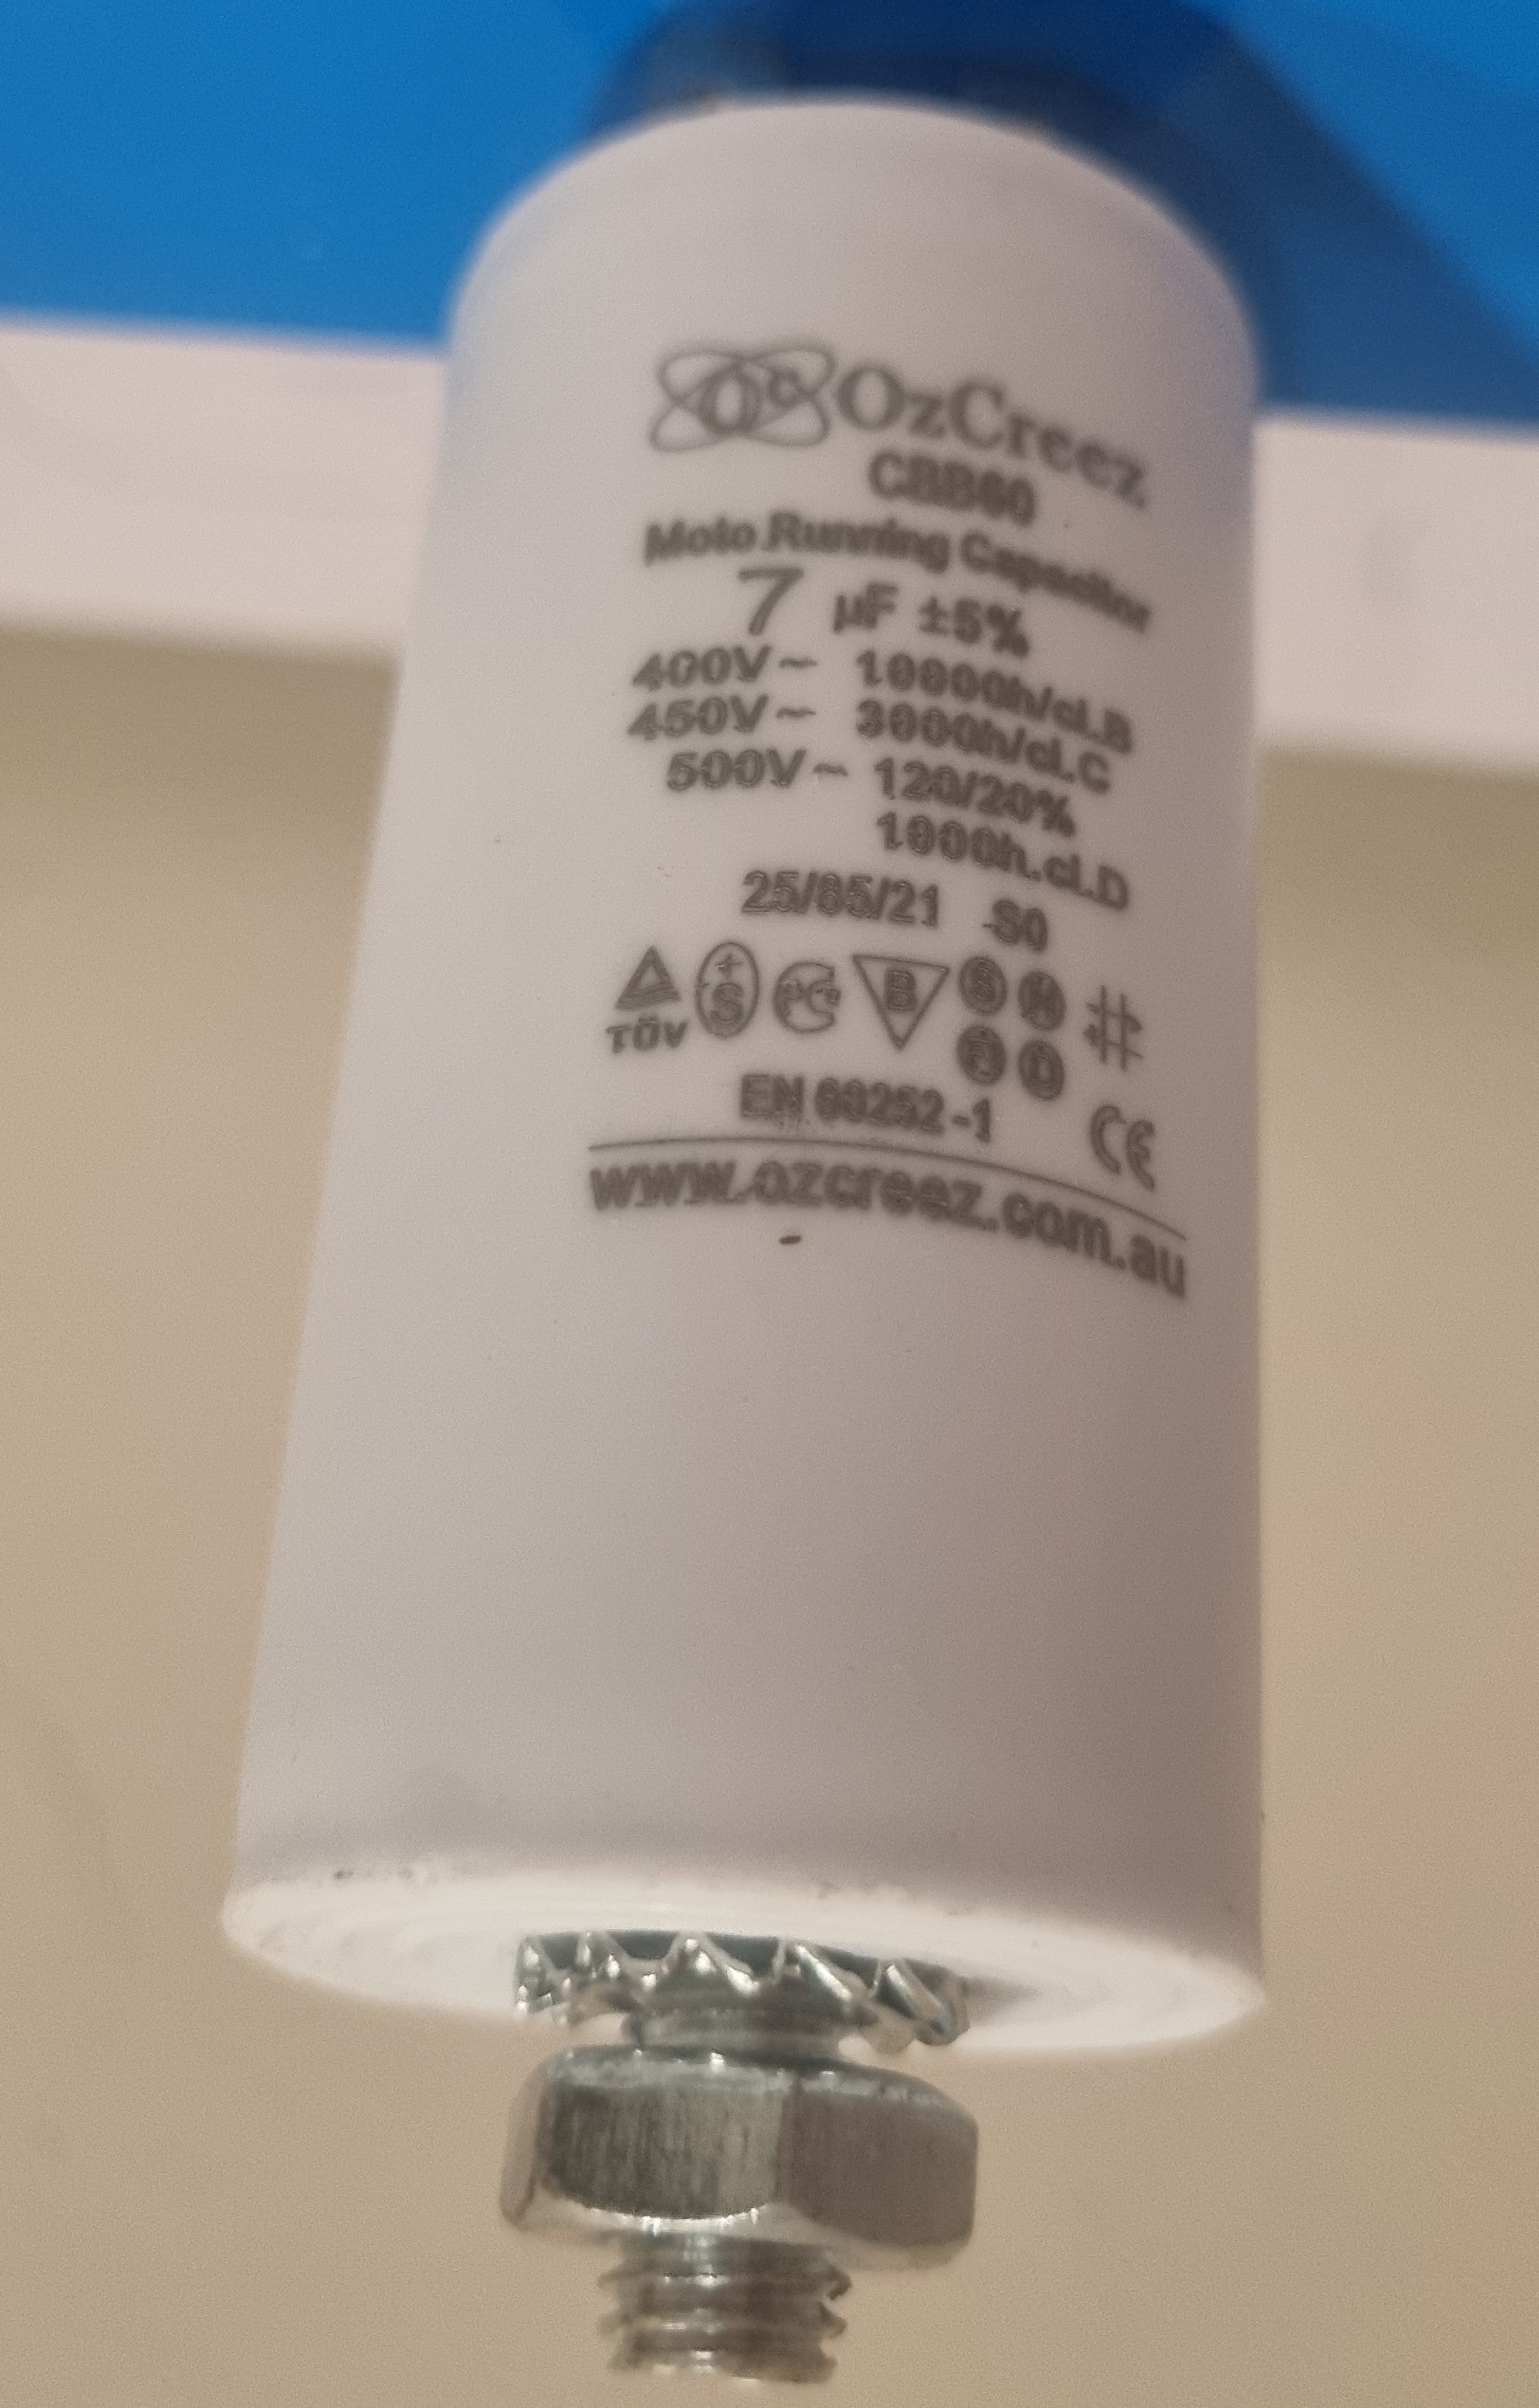 OC OzCreez
CBB60
Moto Running Capacitor
7 µF ±5%
400V~ 10000h/cl.B
450V~ 3000h/cl.C
500V~ 120/20%
1000h.cl.D
25/85/21 S0
TÜV +S B S N F D
EN 60252-1 CE
www.ozcreez.com.au